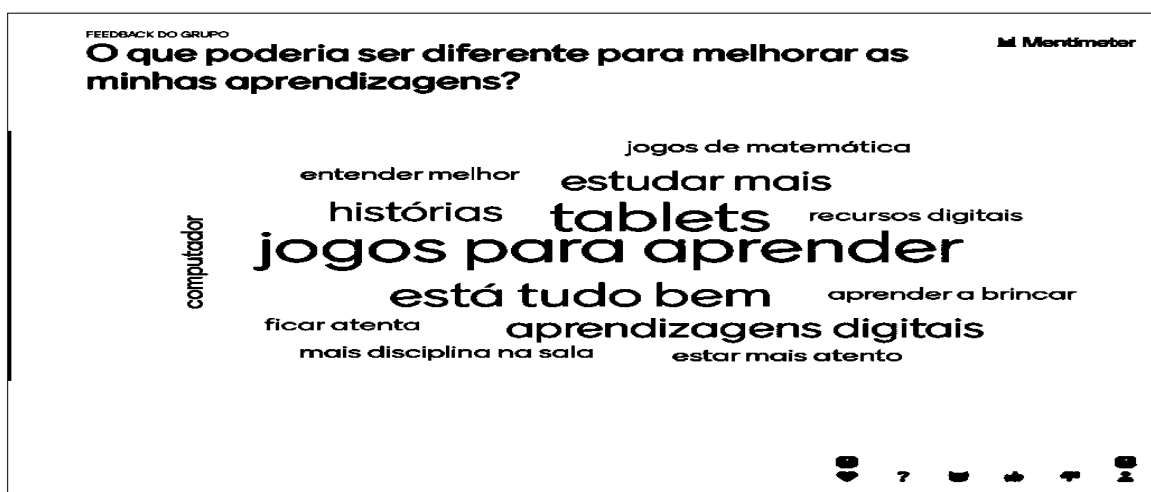 FEEDBACK DO GRUPO
O que poderia ser diferente para melhorar as
minhas aprendizagens?
Mentimeter
jogos de matemática
entender melhor
estudar mais
histórias
tablets
recursos digitais
computador
jogos para aprender
está tudo bem
aprender a brincar
ficar atenta
aprendizagens digitais
mais disciplina na sala
estar mais atento
?